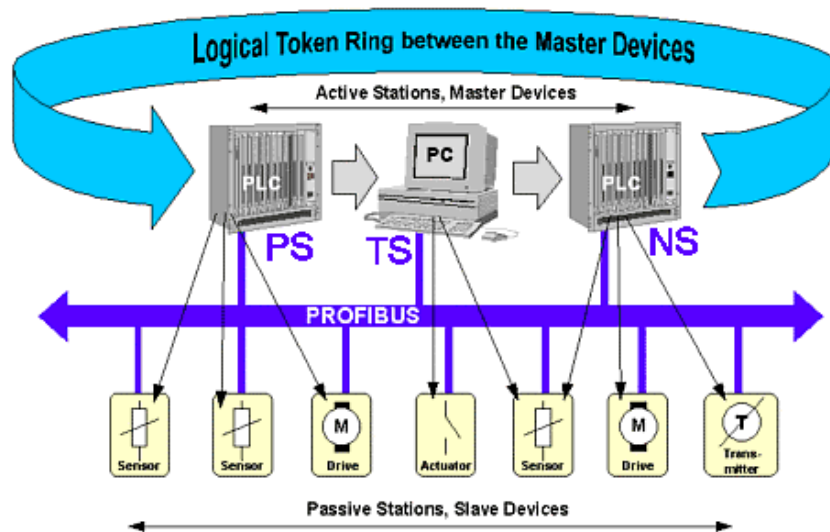 Logical Token Ring between the Master Devices
Active Stations, Master Devices
PLC
PC
PLC
PS
TS
NS
PROFIBUS
Sensor
Sensor
M
Drive
Actuator
Sensor
M
Drive
T
Trans-
mitter
Passive Stations, Slave Devices